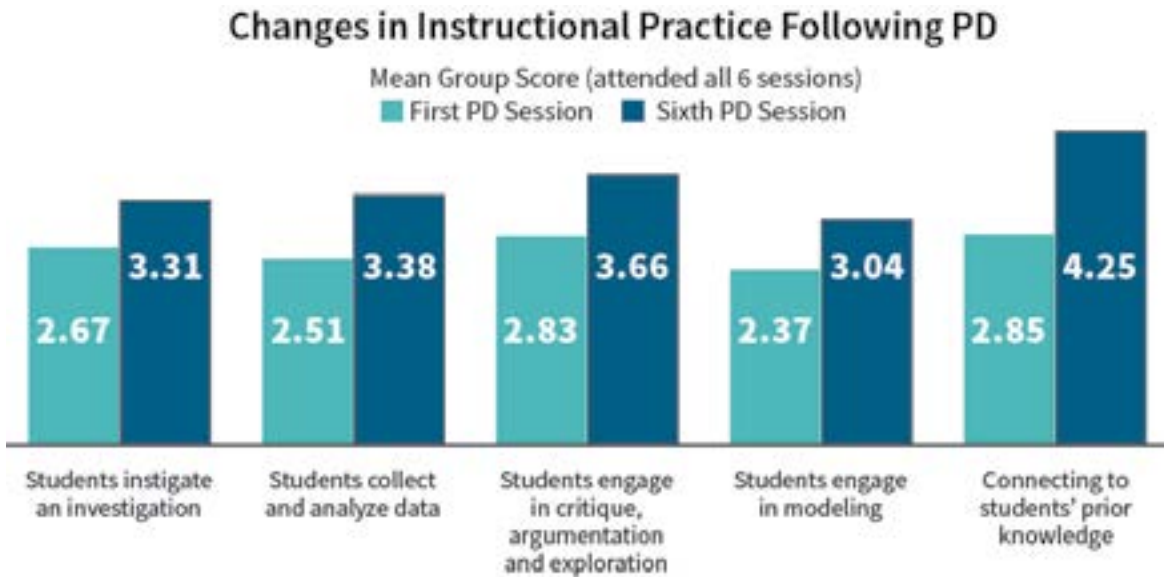 Changes in Instructional Practice Following PD
Mean Group Score (attended all 6 sessions)
First PD Session Sixth PD Session
3.31 3.38 3.66 3.04 4.25
2.67 2.51 2.83 2.37 2.85
Students instigate
an investigation
Students collect
and analyze data
Students engage
in critique,
argumentation
and exploration
Students engage
in modeling
Connecting to
students’ prior
knowledge